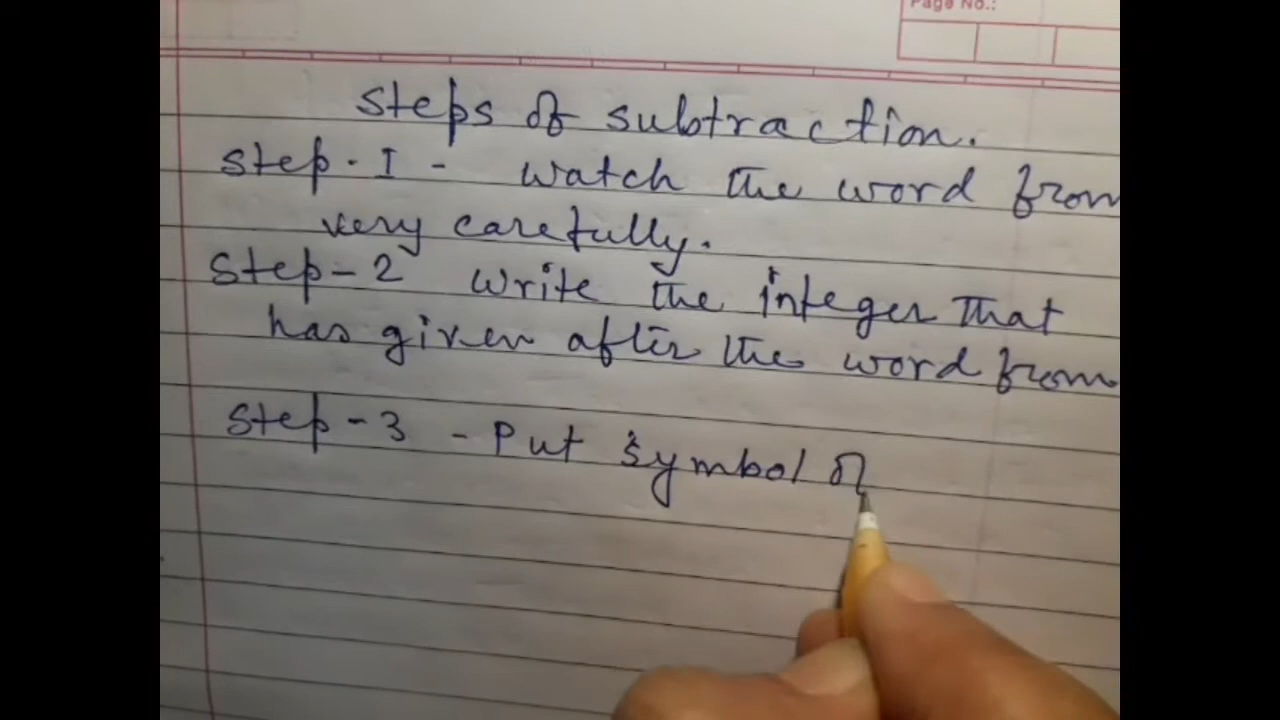 Page No.:
Steps of subtraction.
Step-I - Watch the word from
very carefully.
Step-2 Write the integer that
has given after the word from
Step-3 - Put symbol